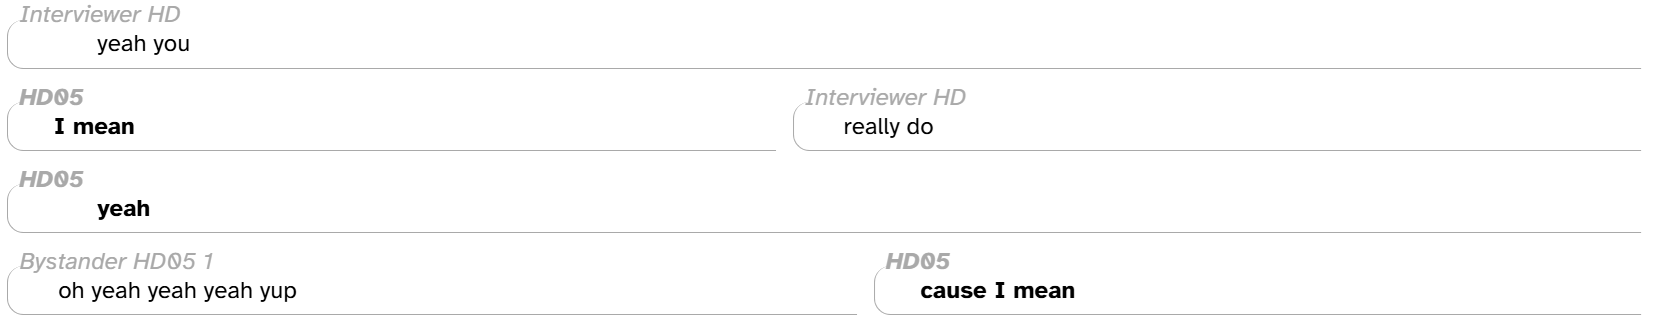 Interviewer HD
yeah you
HD05
I mean
Interviewer HD
really do
HD05
yeah
Bystander HD05 1
oh yeah yeah yeah yup
HD05
cause I mean